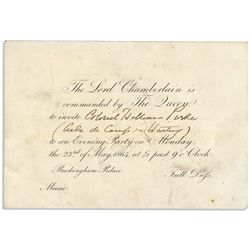 The Lord Chamberlain is
commanded by The Queen
to invite Colonel William
(Aide de Camp in Waiting)
to an Evening Party on Monday,
the 23rd of May, 1864, at ½ past 9 o'Clock.
Buckingham Palace.
Full Dress.
Music.